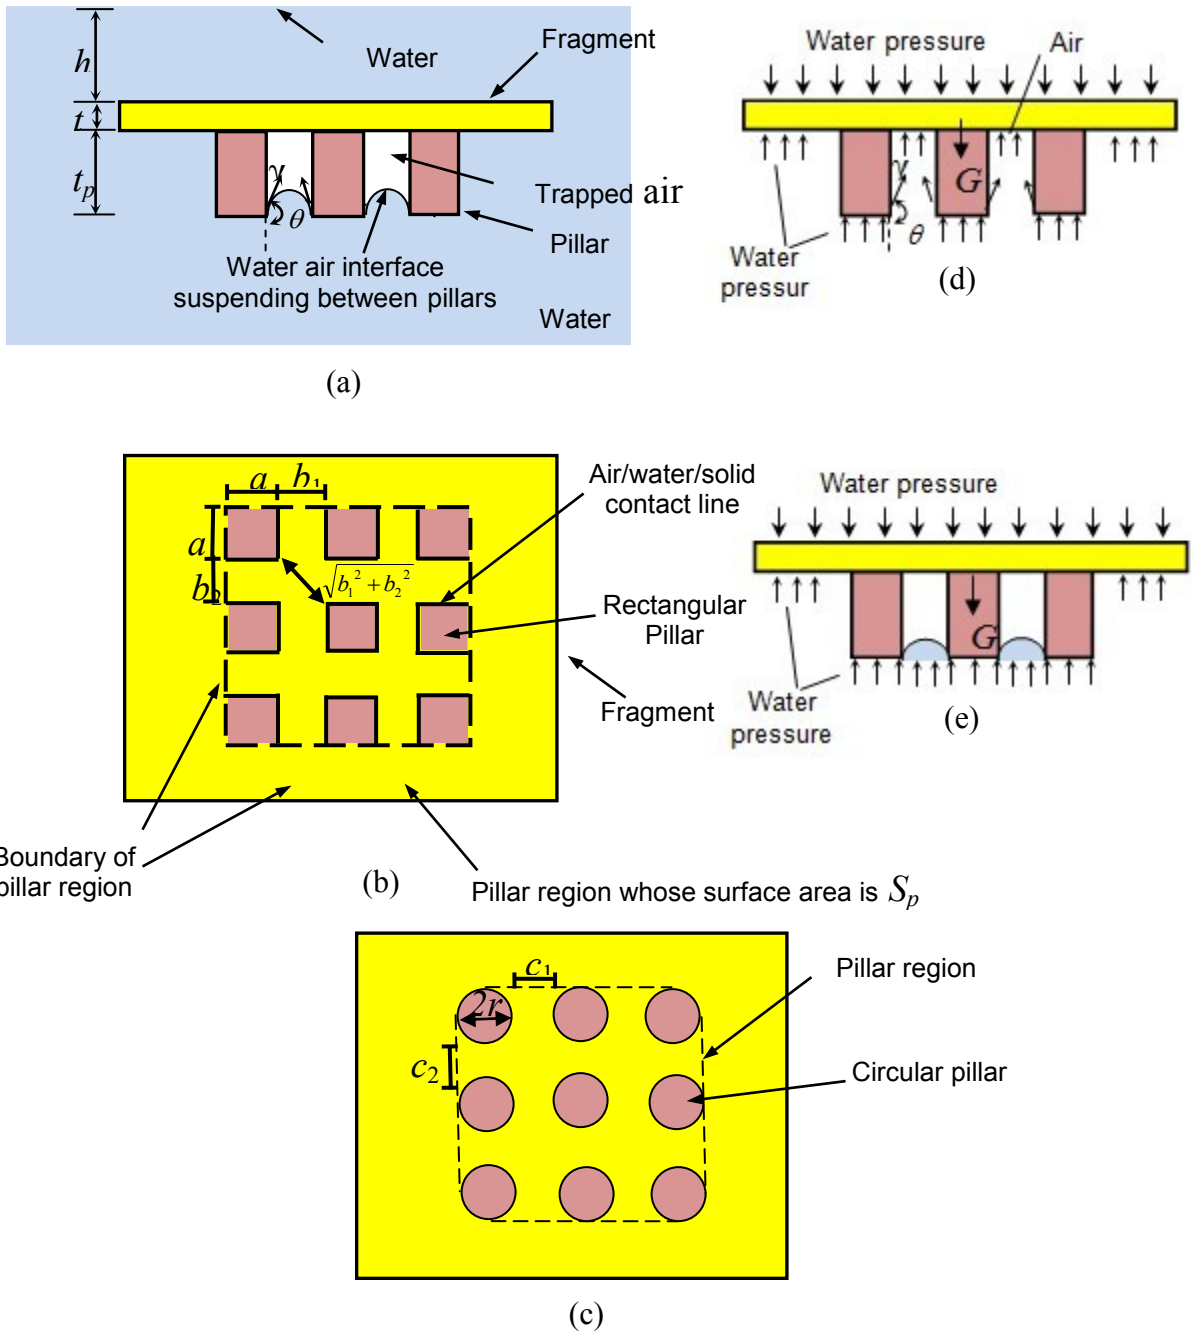 h
Water
Fragment
t
t_p
γ
θ
Trapped air
Pillar
Water air interface
suspending between pillars
Water
(a)
Water pressure
Air
γ
G
θ
Water
pressur
(d)
a
b₁
a
b₂
√b₁² + b₂²
Air/water/solid
contact line
Rectangular
Pillar
Fragment
Boundary of
pillar region
(b)
Pillar region whose surface area is S_p
Water pressure
G
Water
pressure
(e)
c₁
2r
c₂
Pillar region
Circular pillar
(c)